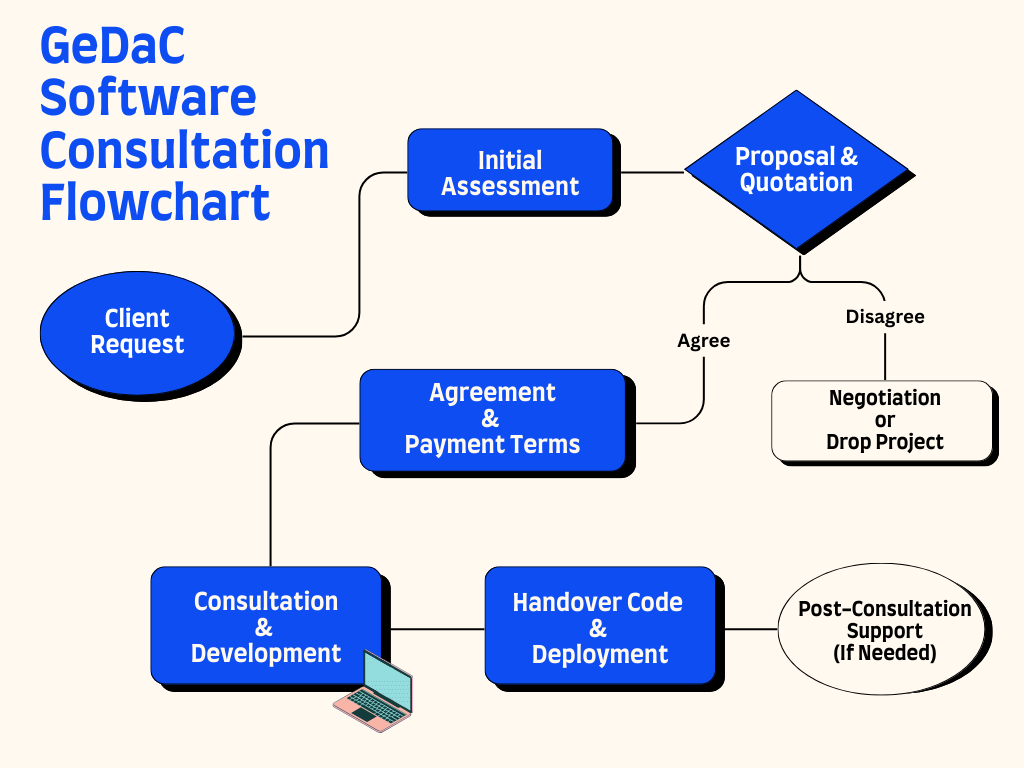 GeDaC
Software
Consultation
Flowchart
Initial
Assessment
Proposal &
Quotation
Client
Request
Agree
Disagree
Agreement
&
Payment Terms
Negotiation
or
Drop Project
Consultation
&
Development
Handover Code
&
Deployment
Post-Consultation
Support
(If Needed)